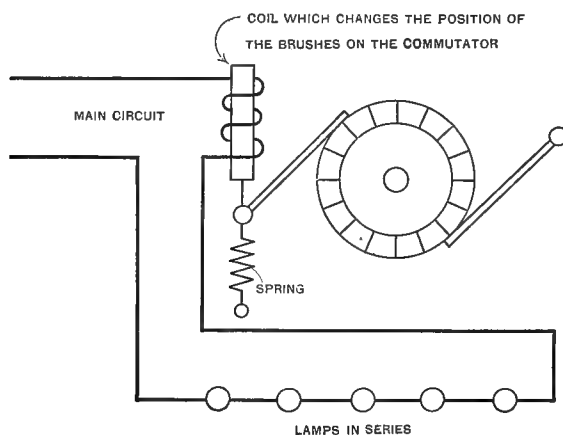 COIL WHICH CHANGES THE POSITION OF
THE BRUSHES ON THE COMMUTATOR
MAIN CIRCUIT
SPRING
LAMPS IN SERIES